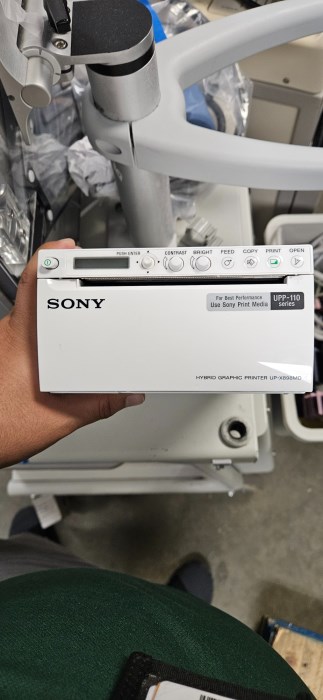 PUSH ENTER CONTRAST BRIGHT FEED COPY PRINT OPEN
SONY
For Best Performance
Use Sony Print Media
UPP-110
series
HYBRID GRAPHIC PRINTER UP-X898MD